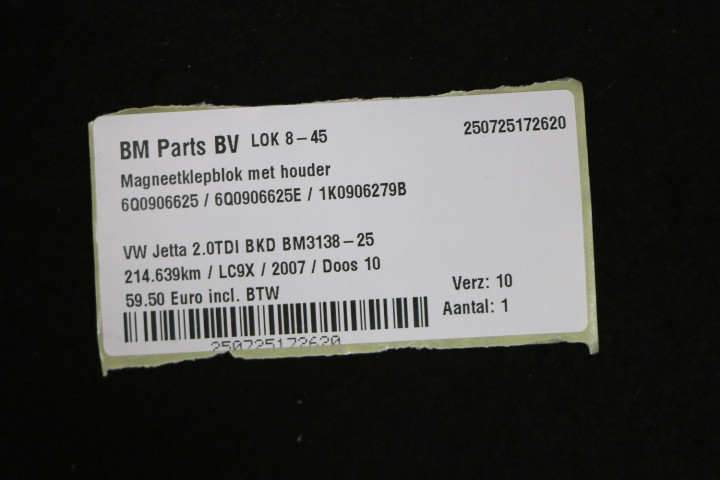 BM Parts BV LOK 8-45
250725172620
Magneetklepblok met houder
6Q0906625 / 6Q0906625E / 1K0906279B
VW Jetta 2.0TDI BKD BM3138-25
214.639km / LC9X / 2007 / Doos 10
59.50 Euro incl. BTW
Verz: 10
Aantal: 1
250725172620